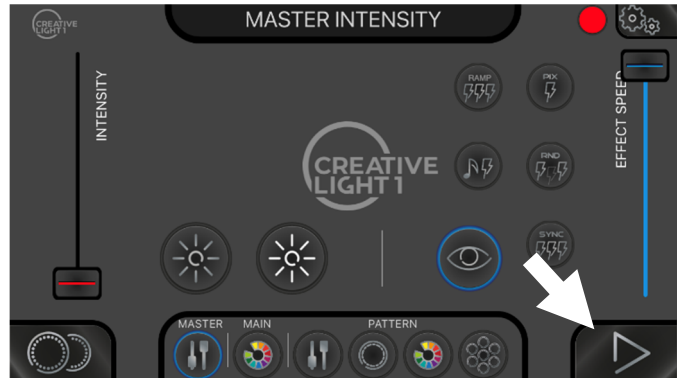 CREATIVE
LIGHT 1
MASTER INTENSITY
INTENSITY
RAMP
PIX
EFFECT SPEED
CREATIVE
LIGHT 1
RND
SYNC
MASTER
MAIN
PATTERN